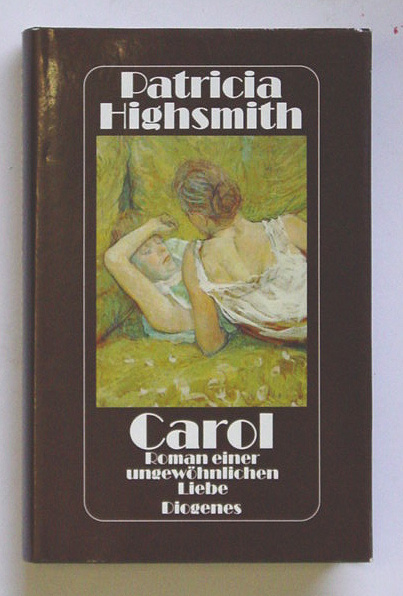 Patricia
Highsmith
Carol
Roman einer
ungewöhnlichen
Liebe
Diogenes